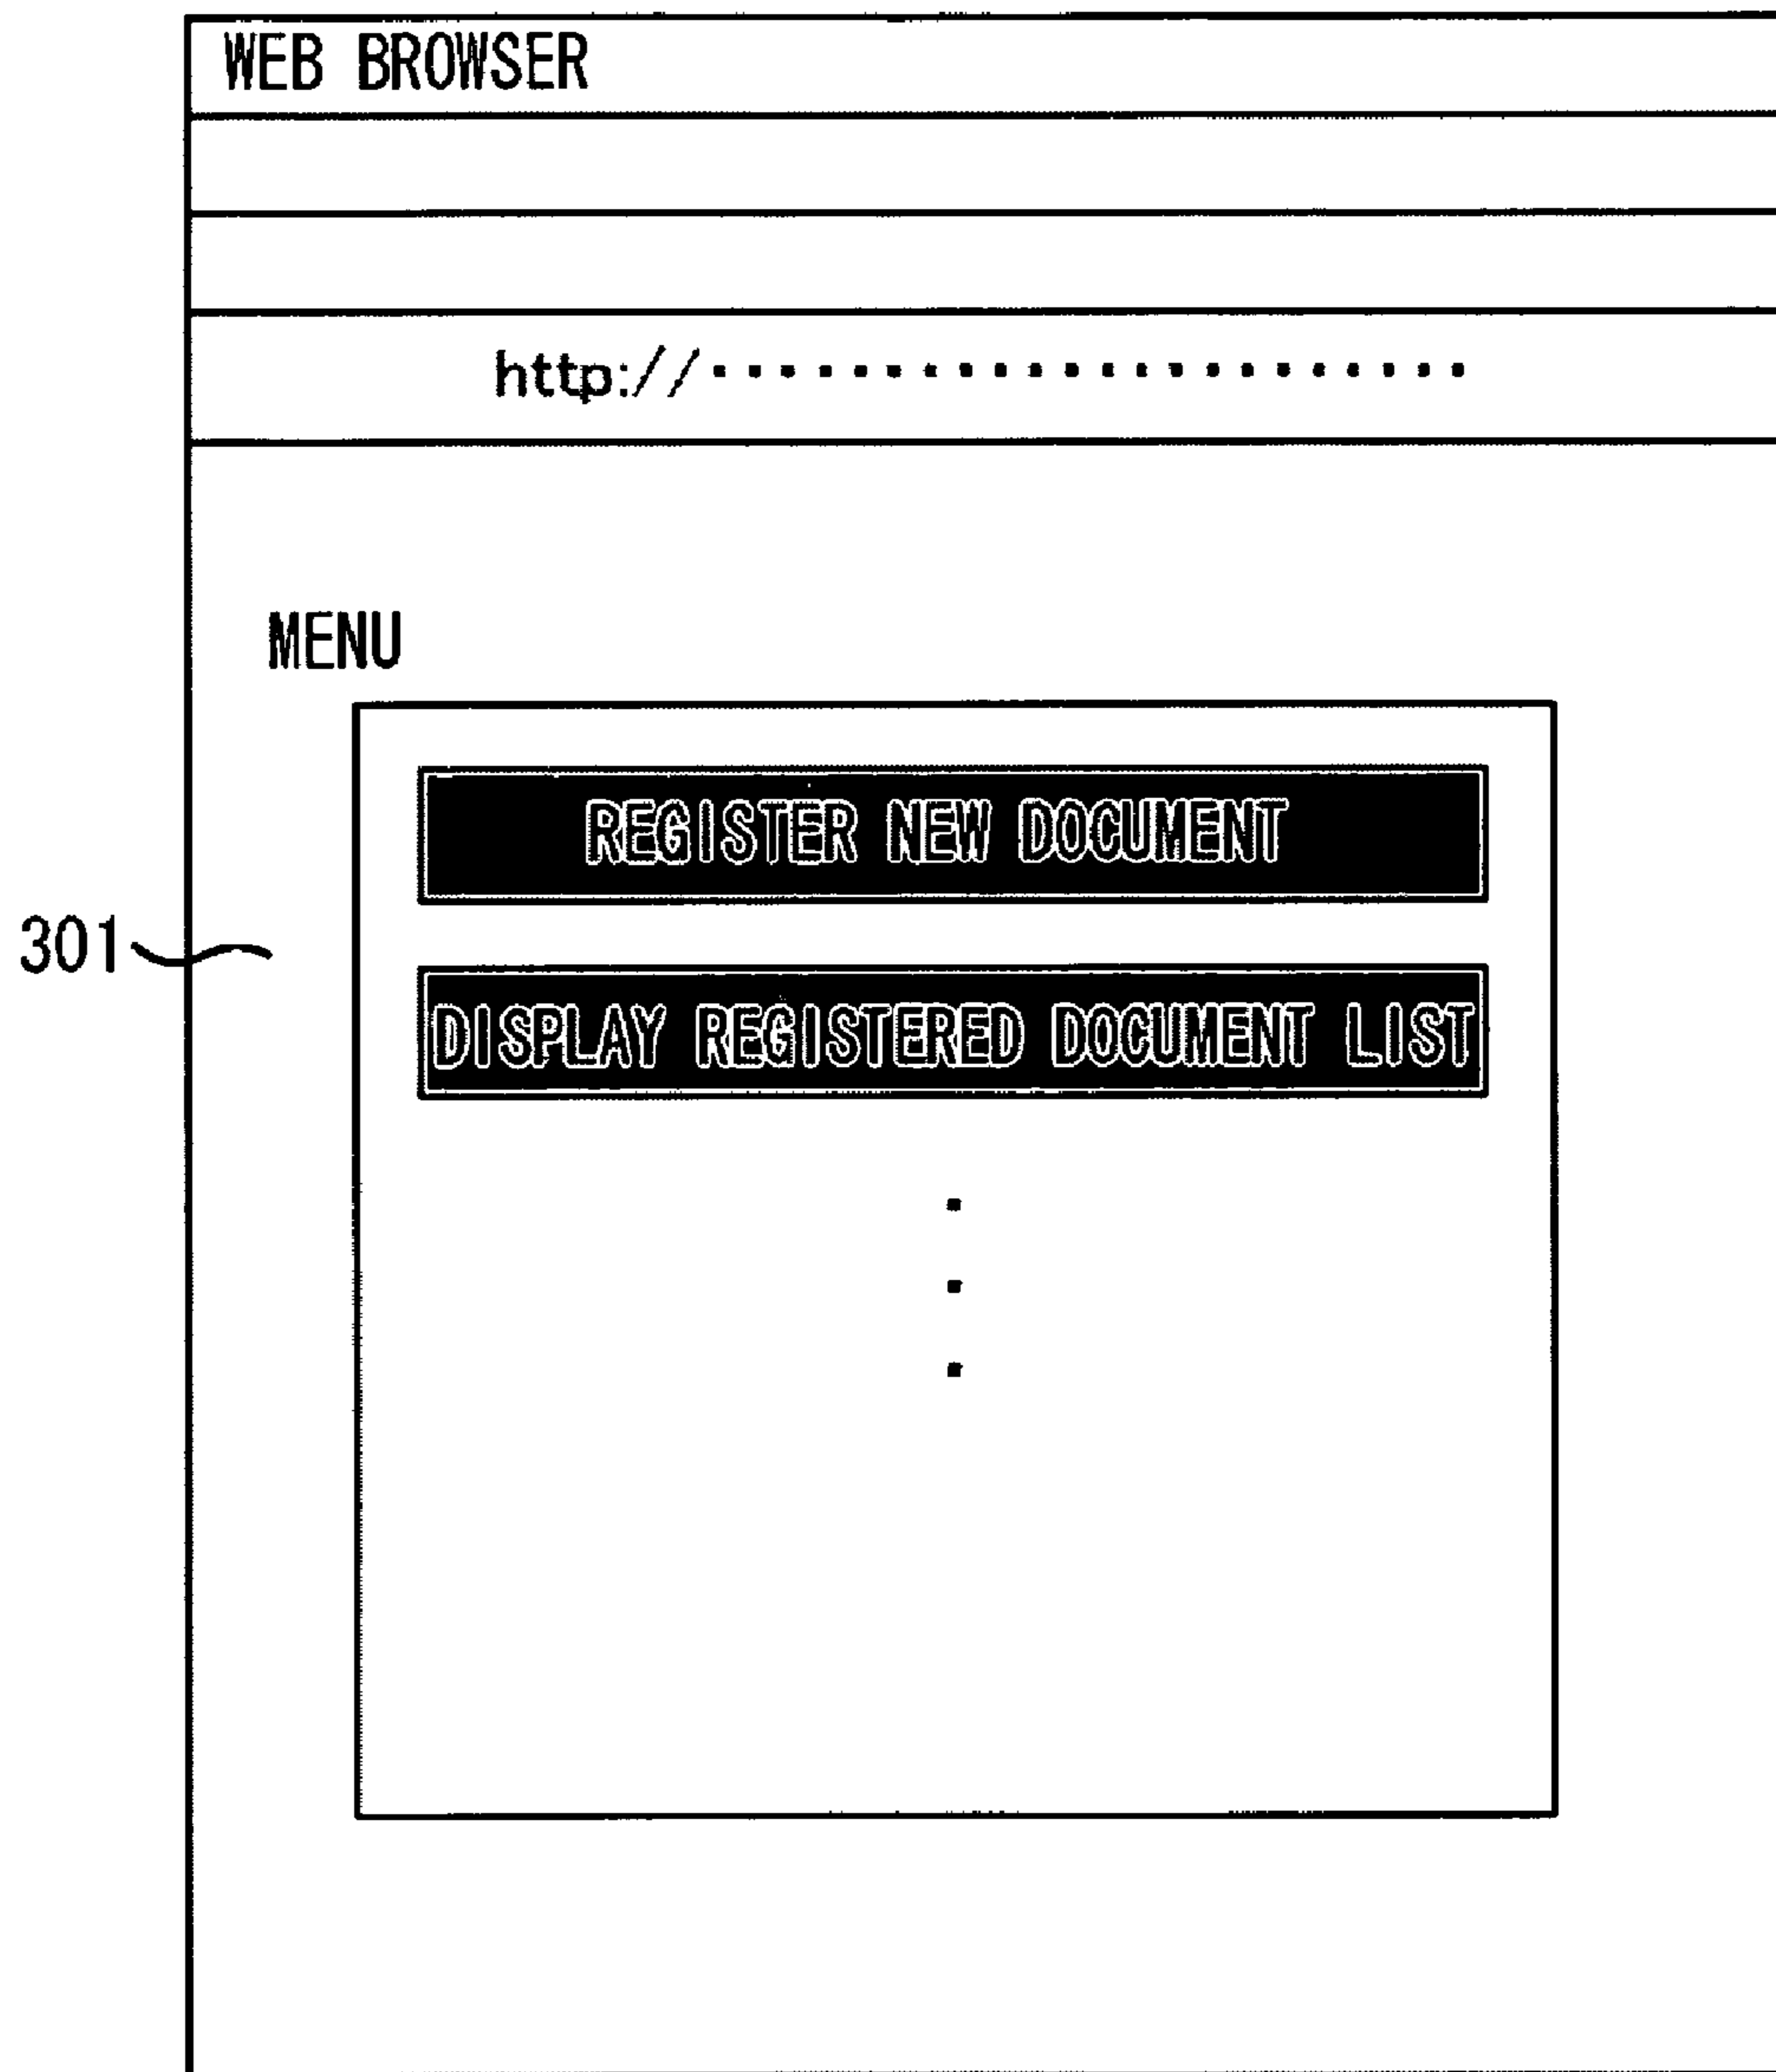 WEB BROWSER
http://・・・・・・・・・・・・・・・・・・・・・・
MENU
REGISTER NEW DOCUMENT
301
DISPLAY REGISTERED DOCUMENT LIST